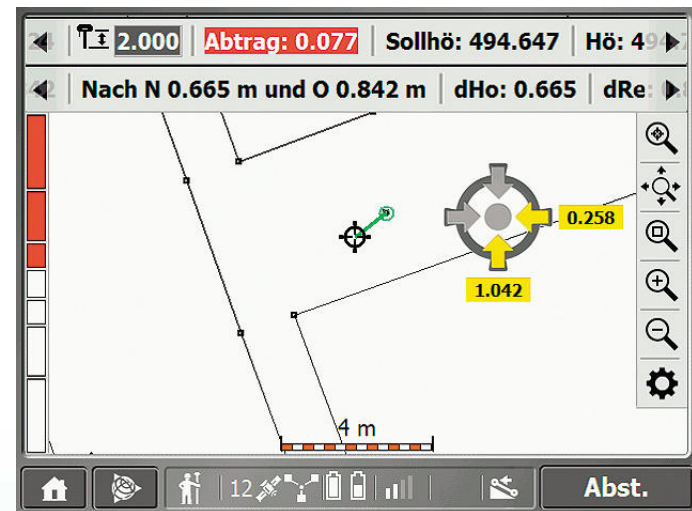 2.000 Abtrag: 0.077 Sollhö: 494.647 Hö: 49
Nach N 0.665 m und O 0.842 m dHo: 0.665 dRe:
0.258
1.042
4 m
12 Abst.